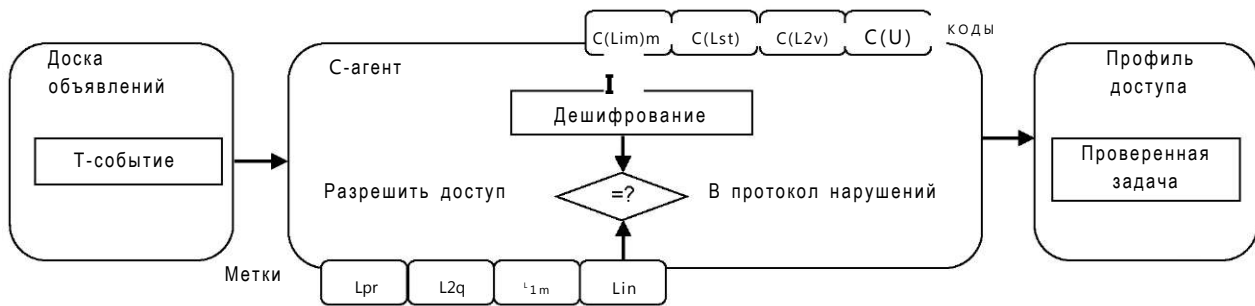 C(Lim)m C(Lst) C(L2v) C(U) коды
Доска
объявлений
Т-событие
С-агент
I
Дешифрование
Разрешить доступ
=?
В протокол нарушений
Профиль
доступа
Проверенная
задача
Метки
Lpr L2q L1m Lin